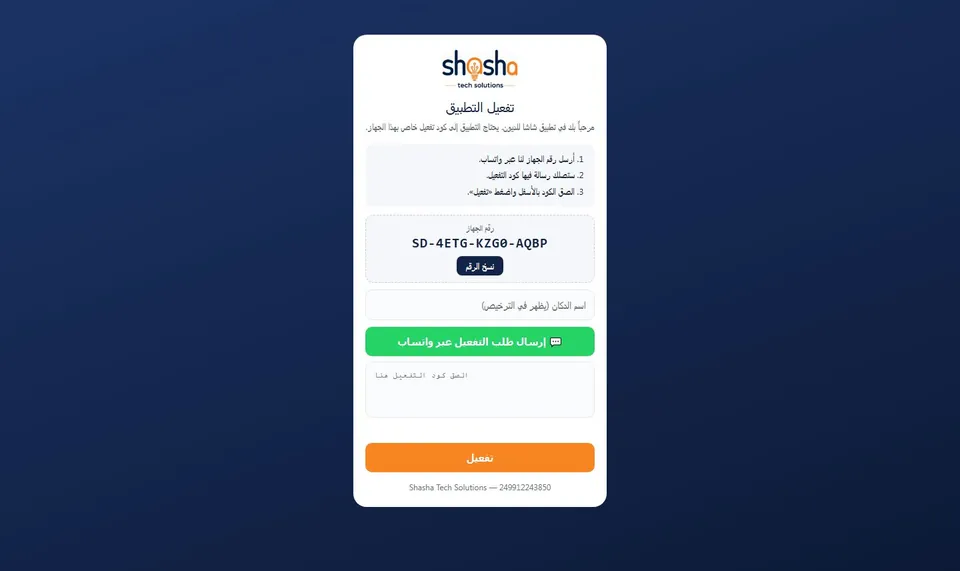 shasha
tech solutions
تفعيل التطبيق
مرحباً بك في تطبيق شاشا للنيون. يحتاج التطبيق إلى كود تفعيل خاص بهذا الجهاز.
1. أرسل رقم الجهاز لنا عبر واتساب.
2. ستصلك رسالة فيها كود التفعيل.
3. الصق الكود بالأسفل واضغط «تفعيل».
رقم الجهاز
SD-4ETG-KZG0-AQBP
نسخ الرقم
اسم الدكان (يظهر في الترخيص)
💬 إرسال طلب التفعيل عبر واتساب
الصق كود التفعيل هنا
تفعيل
Shasha Tech Solutions — 249912243850